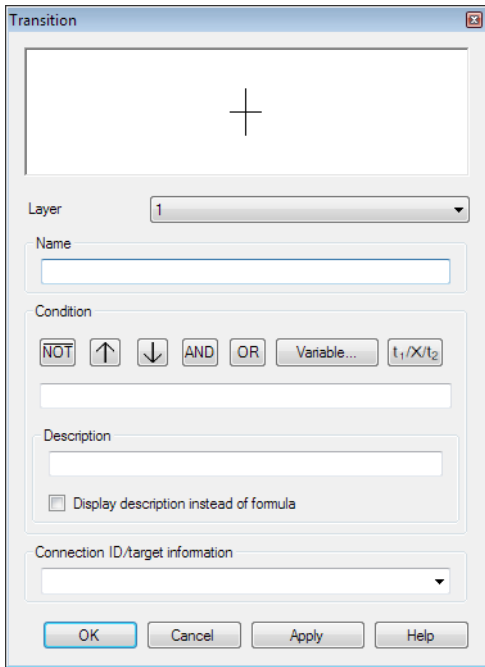 Transition
Layer 1
Name
Condition
NOT ↑ ↓ AND OR Variable... t₁/X/t₂
Description
Display description instead of formula
Connection ID/target information
OK Cancel Apply Help